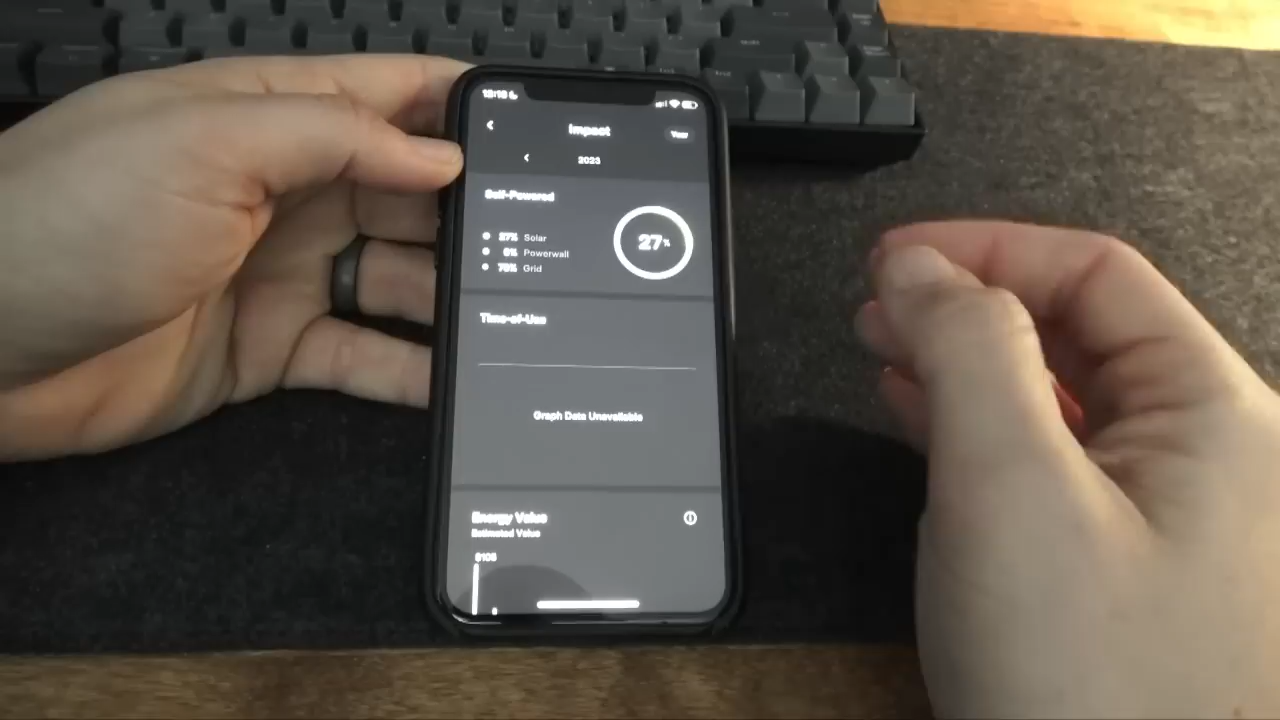 Impact
Year
2023
Self-Powered
27%
27% Solar
0% Powerwall
73% Grid
Time-of-Use
Graph Data Unavailable
Energy Value
Estimated Value